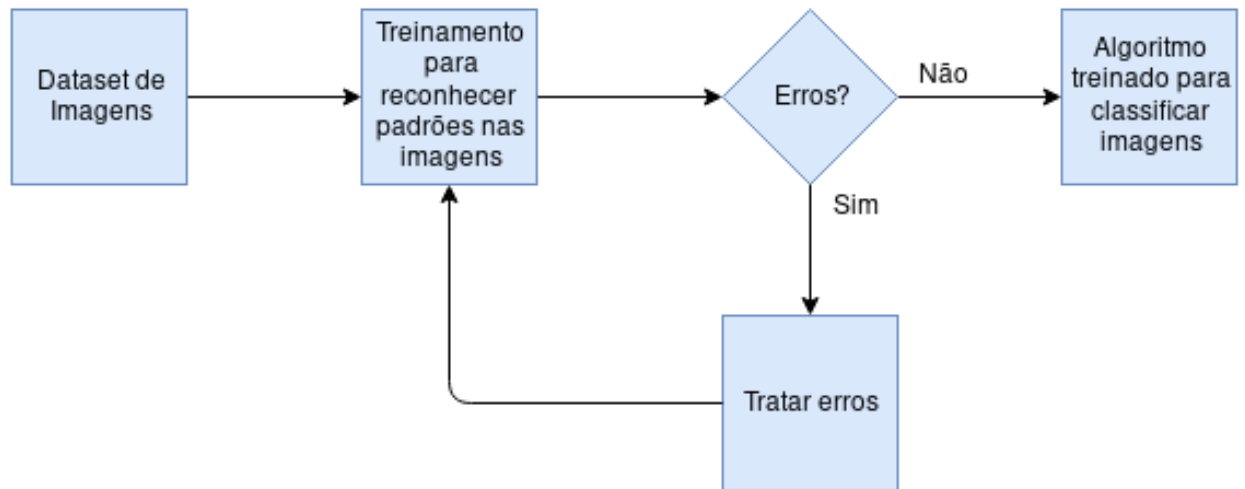 Dataset de
Imagens
Treinamento
para
reconhecer
padrões nas
imagens
Erros?
Não
Algoritmo
treinado para
classificar
imagens
Sim
Tratar erros